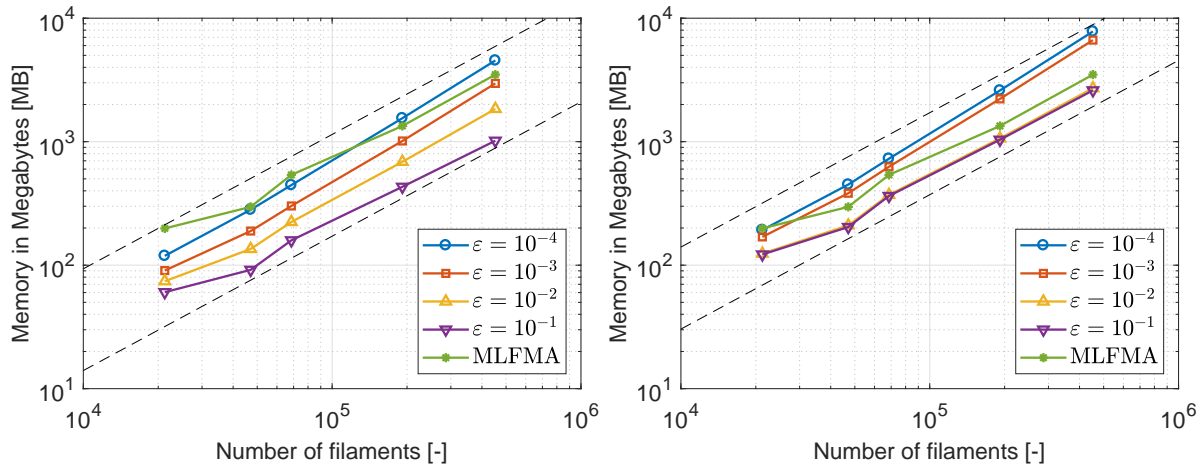 Memory in Megabytes [MB]
10^4
10^3
10^2
10^1
10^4
10^5
10^6
Number of filaments [-]
ε = 10^-4
ε = 10^-3
ε = 10^-2
ε = 10^-1
MLFMA
Memory in Megabytes [MB]
10^4
10^3
10^2
10^1
10^4
10^5
10^6
Number of filaments [-]
ε = 10^-4
ε = 10^-3
ε = 10^-2
ε = 10^-1
MLFMA